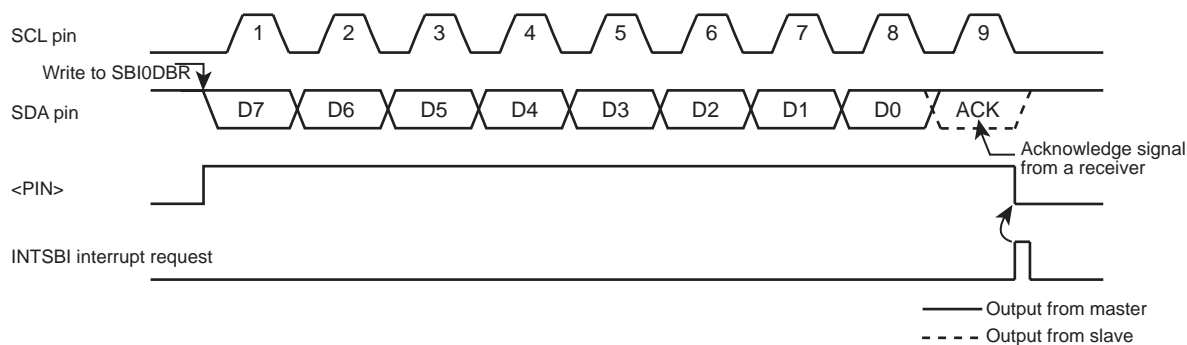 SCL pin 1 2 3 4 5 6 7 8 9
Write to SBI0DBR
SDA pin D7 D6 D5 D4 D3 D2 D1 D0 ACK
Acknowledge signal
from a receiver
<PIN>
INTSBI interrupt request
Output from master
Output from slave